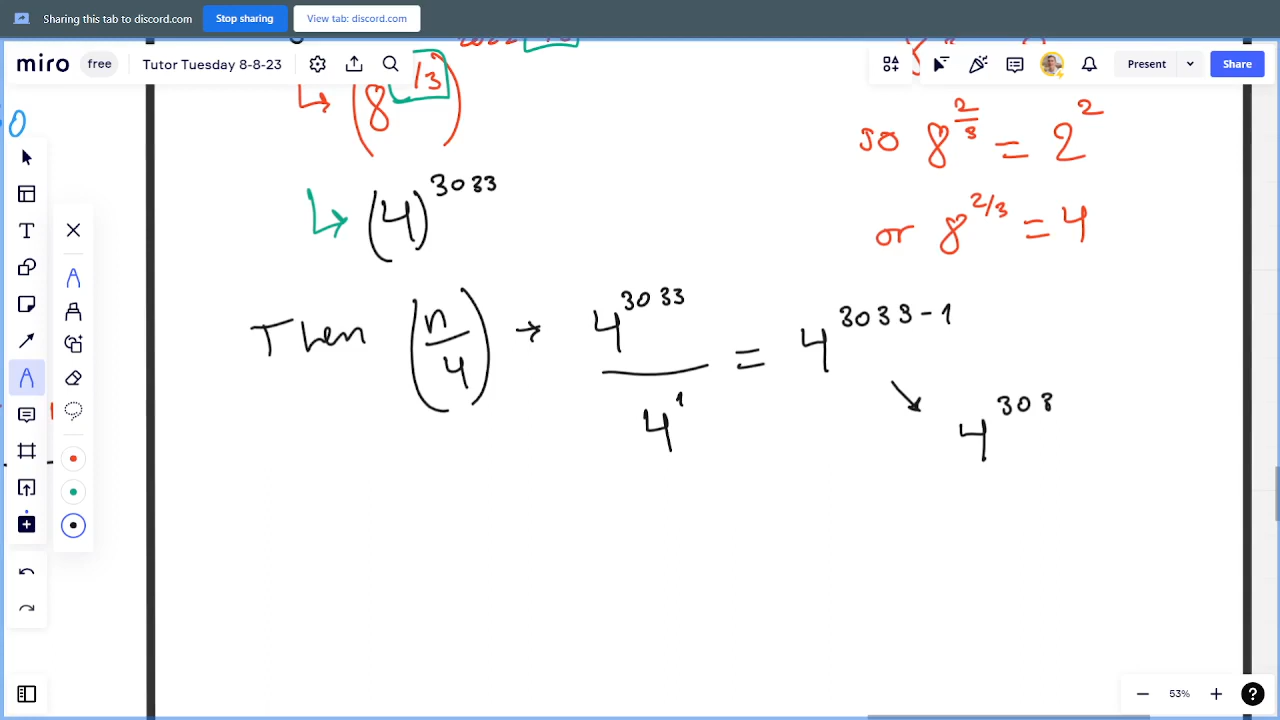 Sharing this tab to discord.com
Stop sharing
View tab: discord.com
miro
free
Tutor Tuesday 8-8-23
Present
Share
(8^{2/3})
so 8^{2/3} = 2^2
(4)^{3033}
or 8^{2/3} = 4
Then (n/4) → 4^{3033}/4^1 = 4^{3033-1}
4^{303
53%